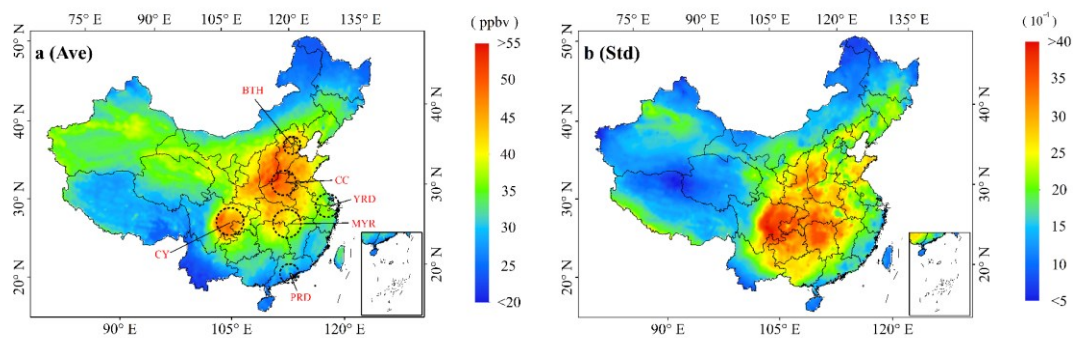 75° E 90° E 105° E 120° E 135° E
( ppbv )
50° N
a (Ave)
>55
BTH
50
40° N
40° N
45
CC
30° N
40
30° N
YRD
35
MYR
20° N
30
CY
20° N
25
PRD
<20
90° E 105° E 120° E
75° E 90° E 105° E 120° E 135° E
( 10⁻¹ )
50° N
b (Std)
>40
35
40° N
40° N
30
30° N
25
30° N
20
20° N
15
20° N
10
<5
90° E 105° E 120° E